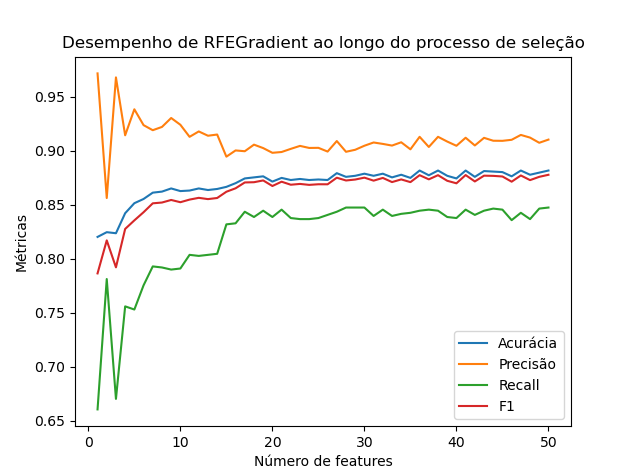 Desempenho de RFEGradient ao longo do processo de seleção
Métricas
0.95
0.90
0.85
0.80
0.75
0.70
0.65
Acurácia
Precisão
Recall
F1
0 10 20 30 40 50
Número de features